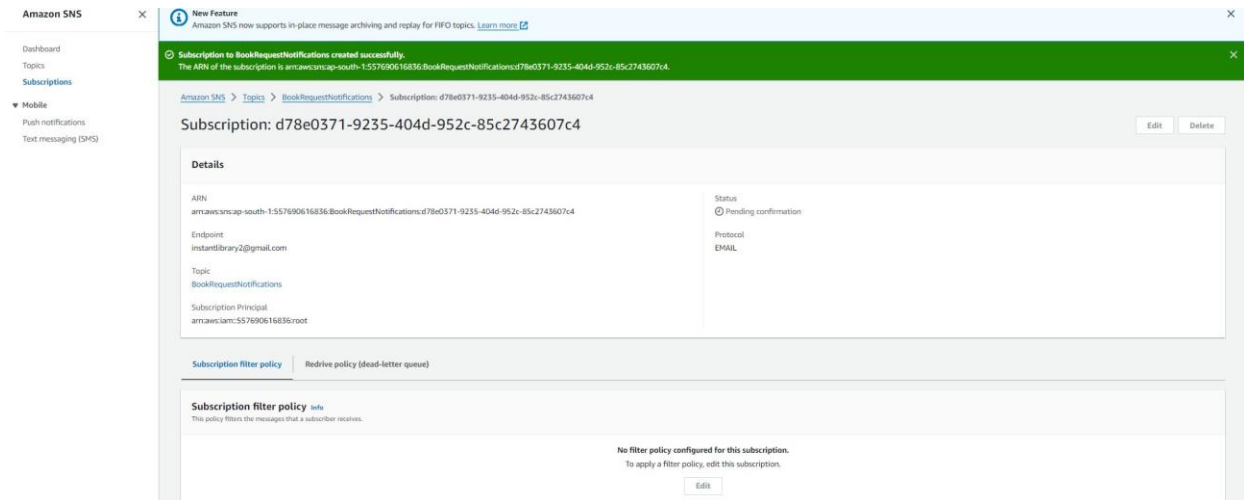 Amazon SNS
New Feature
Amazon SNS now supports in-place message archiving and replay for FIFO topics. Learn more
Dashboard
Topics
Subscriptions
Mobile
Push notifications
Text messaging (SMS)
Subscription to BookRequestNotifications created successfully.
The ARN of the subscription is arn:aws:sns:ap-south-1:557690616836:BookRequestNotifications:d78e0371-9235-404d-952c-85c2743607c4.
Amazon SNS > Topics > BookRequestNotifications > Subscription: d78e0371-9235-404d-952c-85c2743607c4
Subscription: d78e0371-9235-404d-952c-85c2743607c4
Edit Delete
Details
ARN
arn:aws:sns:ap-south-1:557690616836:BookRequestNotifications:d78e0371-9235-404d-952c-85c2743607c4
Endpoint
instantlibrary2@gmail.com
Topic
BookRequestNotifications
Subscription Principal
arn:aws:iam::557690616836:root
Status
Pending confirmation
Protocol
EMAIL
Subscription filter policy Redrive policy (dead-letter queue)
Subscription filter policy Info
This policy filters the messages that a subscriber receives.
No filter policy configured for this subscription.
To apply a filter policy, edit this subscription.
Edit